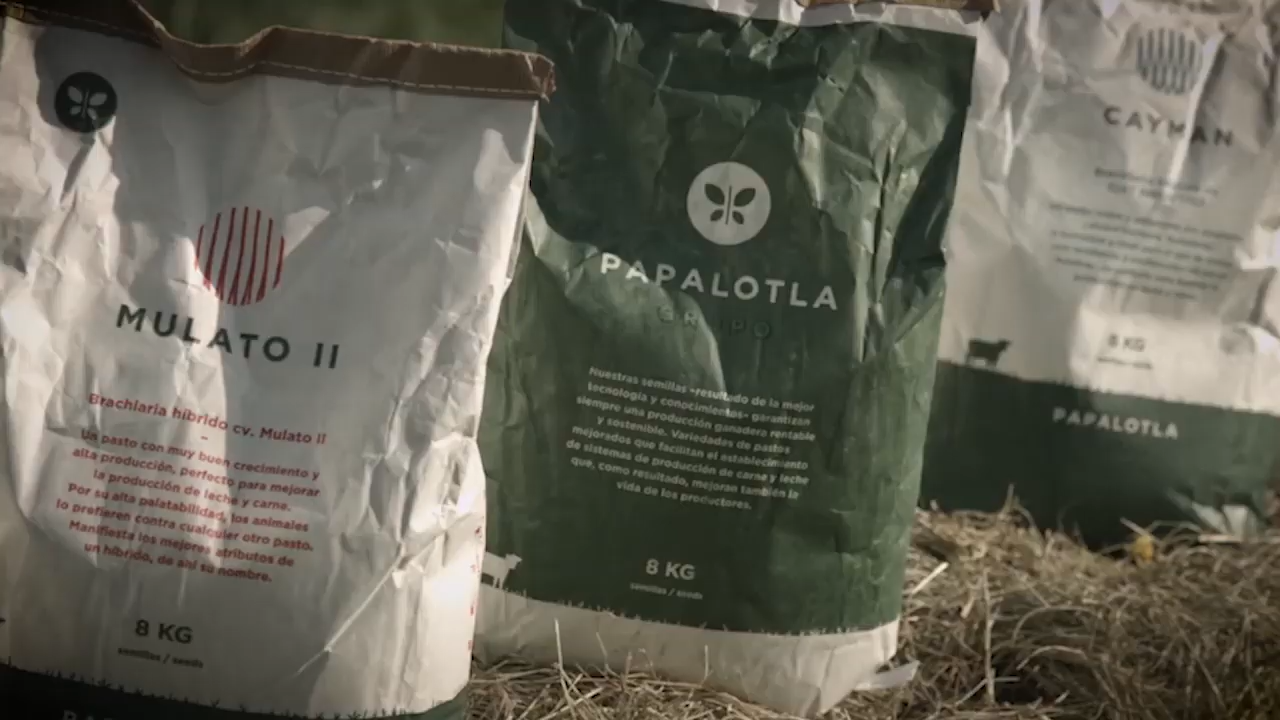 MULATO II
Brachiaria híbrido cv. Mulato II
Un pasto con muy buen crecimiento y
alta producción, perfecto para mejorar
la producción de leche y carne.
Por su alta palatabilidad, los animales
lo prefieren contra cualquier otro pasto.
Manifiesta los mejores atributos de
un híbrido, de ahí su nombre.
8 KG
semillas / seeds
PAPALOTLA
GRUPO
Nuestras semillas -resultado de la mejor
tecnología y conocimientos- garantizan
siempre una producción ganadera rentable
y sostenible. Variedades de pastos
mejorados que facilitan el establecimiento
de sistemas de producción de carne y leche
que, como resultado, mejoran también la
vida de los productores.
8 KG
semillas / seeds
CAYMAN
8 KG
PAPALOTLA